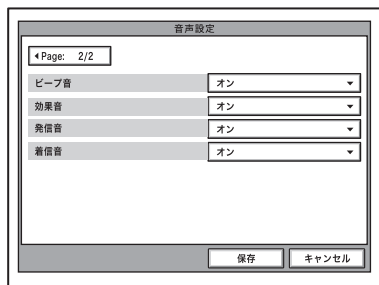 音声設定
Page: 2/2
ビープ音 オン
効果音 オン
発信音 オン
着信音 オン
保存 キャンセル